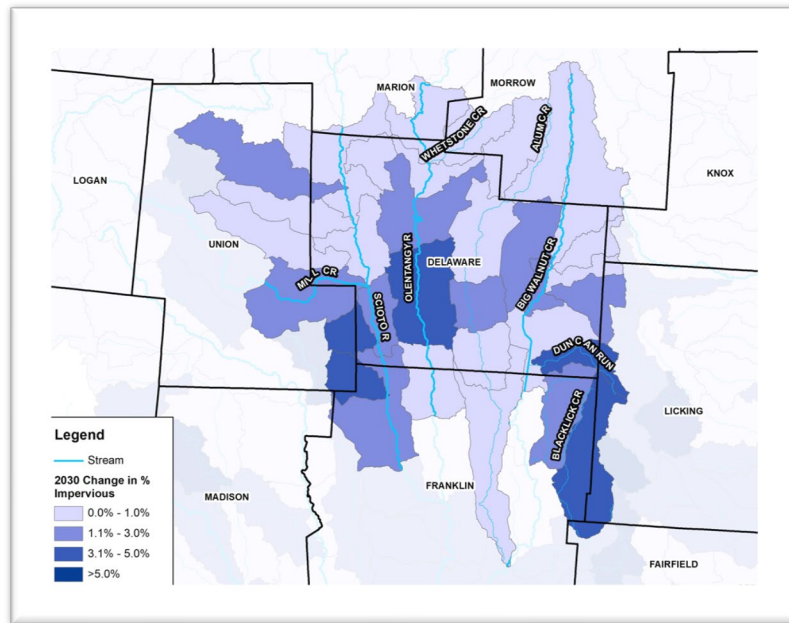 MARION
MORROW
WHETSTONE CR
ALUM C R
LOGAN
KNOX
UNION
DELAWARE
OLENTANGY R
MILL CR
SCIOTO R
BIG WALNUT CR
DUNCAN RUN
BLACKLICK CR
LICKING
Legend
Stream
2030 Change in %
Impervious
0.0% - 1.0%
1.1% - 3.0%
3.1% - 5.0%
>5.0%
MADISON
FRANKLIN
FAIRFIELD